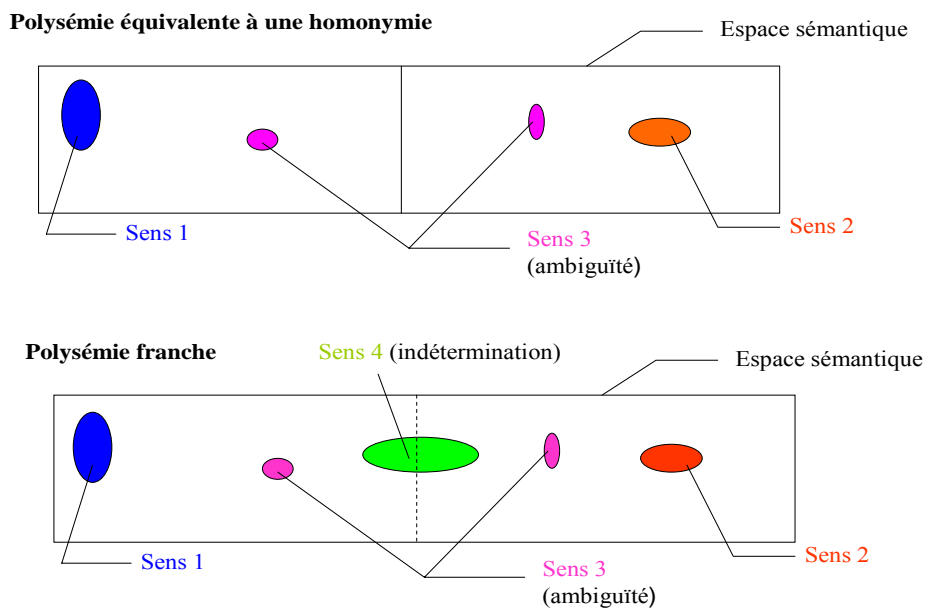 Polysémie équivalente à une homonymie
Espace sémantique
Sens 1
Sens 3
(ambiguïté)
Sens 2
Polysémie franche
Sens 4 (indétermination)
Espace sémantique
Sens 1
Sens 3
(ambiguïté)
Sens 2